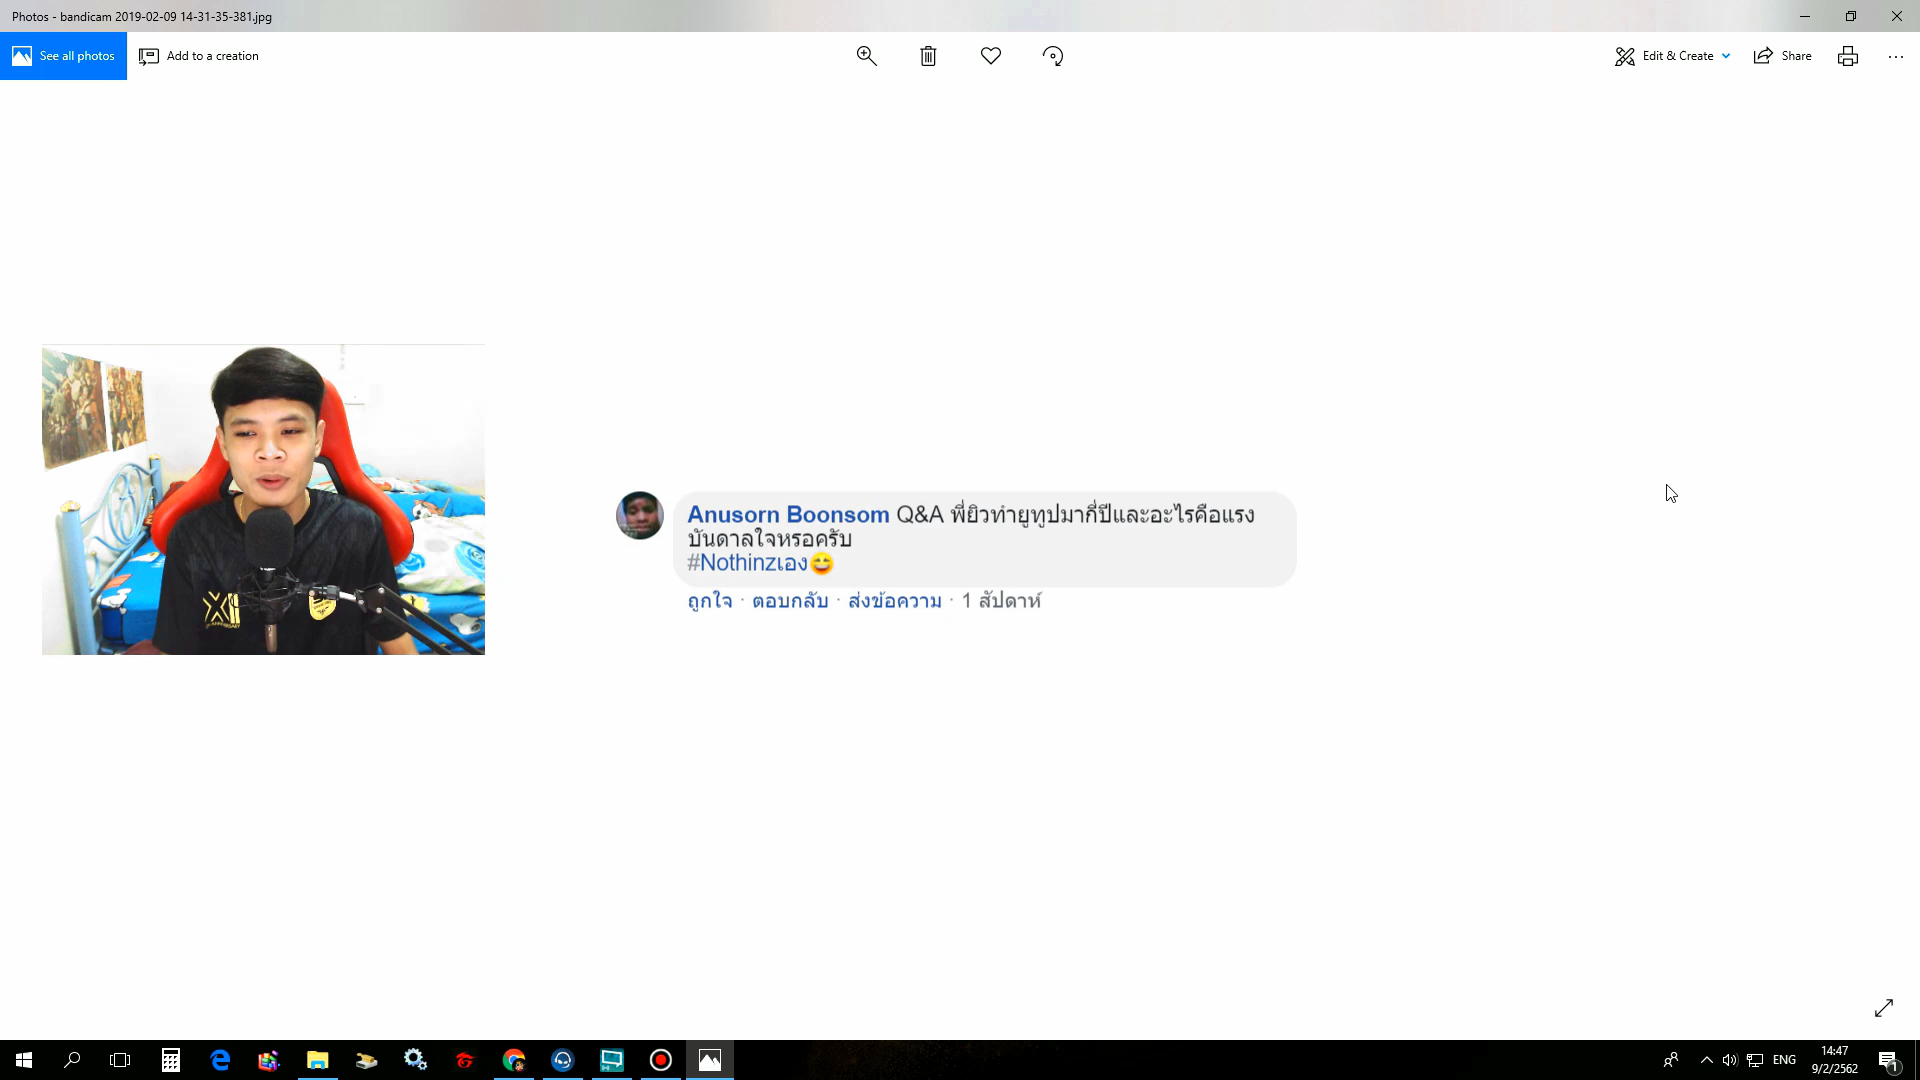 Photos - bandicam 2019-02-09 14-31-35-381.jpg
See all photos
Add to a creation
Edit & Create
Share
Anusorn Boonsom Q&A พี่ยิวทำยูทูปมากี่ปีและอะไรคือแรง
บันดาลใจหรอครับ
#Nothinzเอง😄
ถูกใจ · ตอบกลับ · ส่งข้อความ · 1 สัปดาห์
XII
ENG
14:47
9/2/2562
1